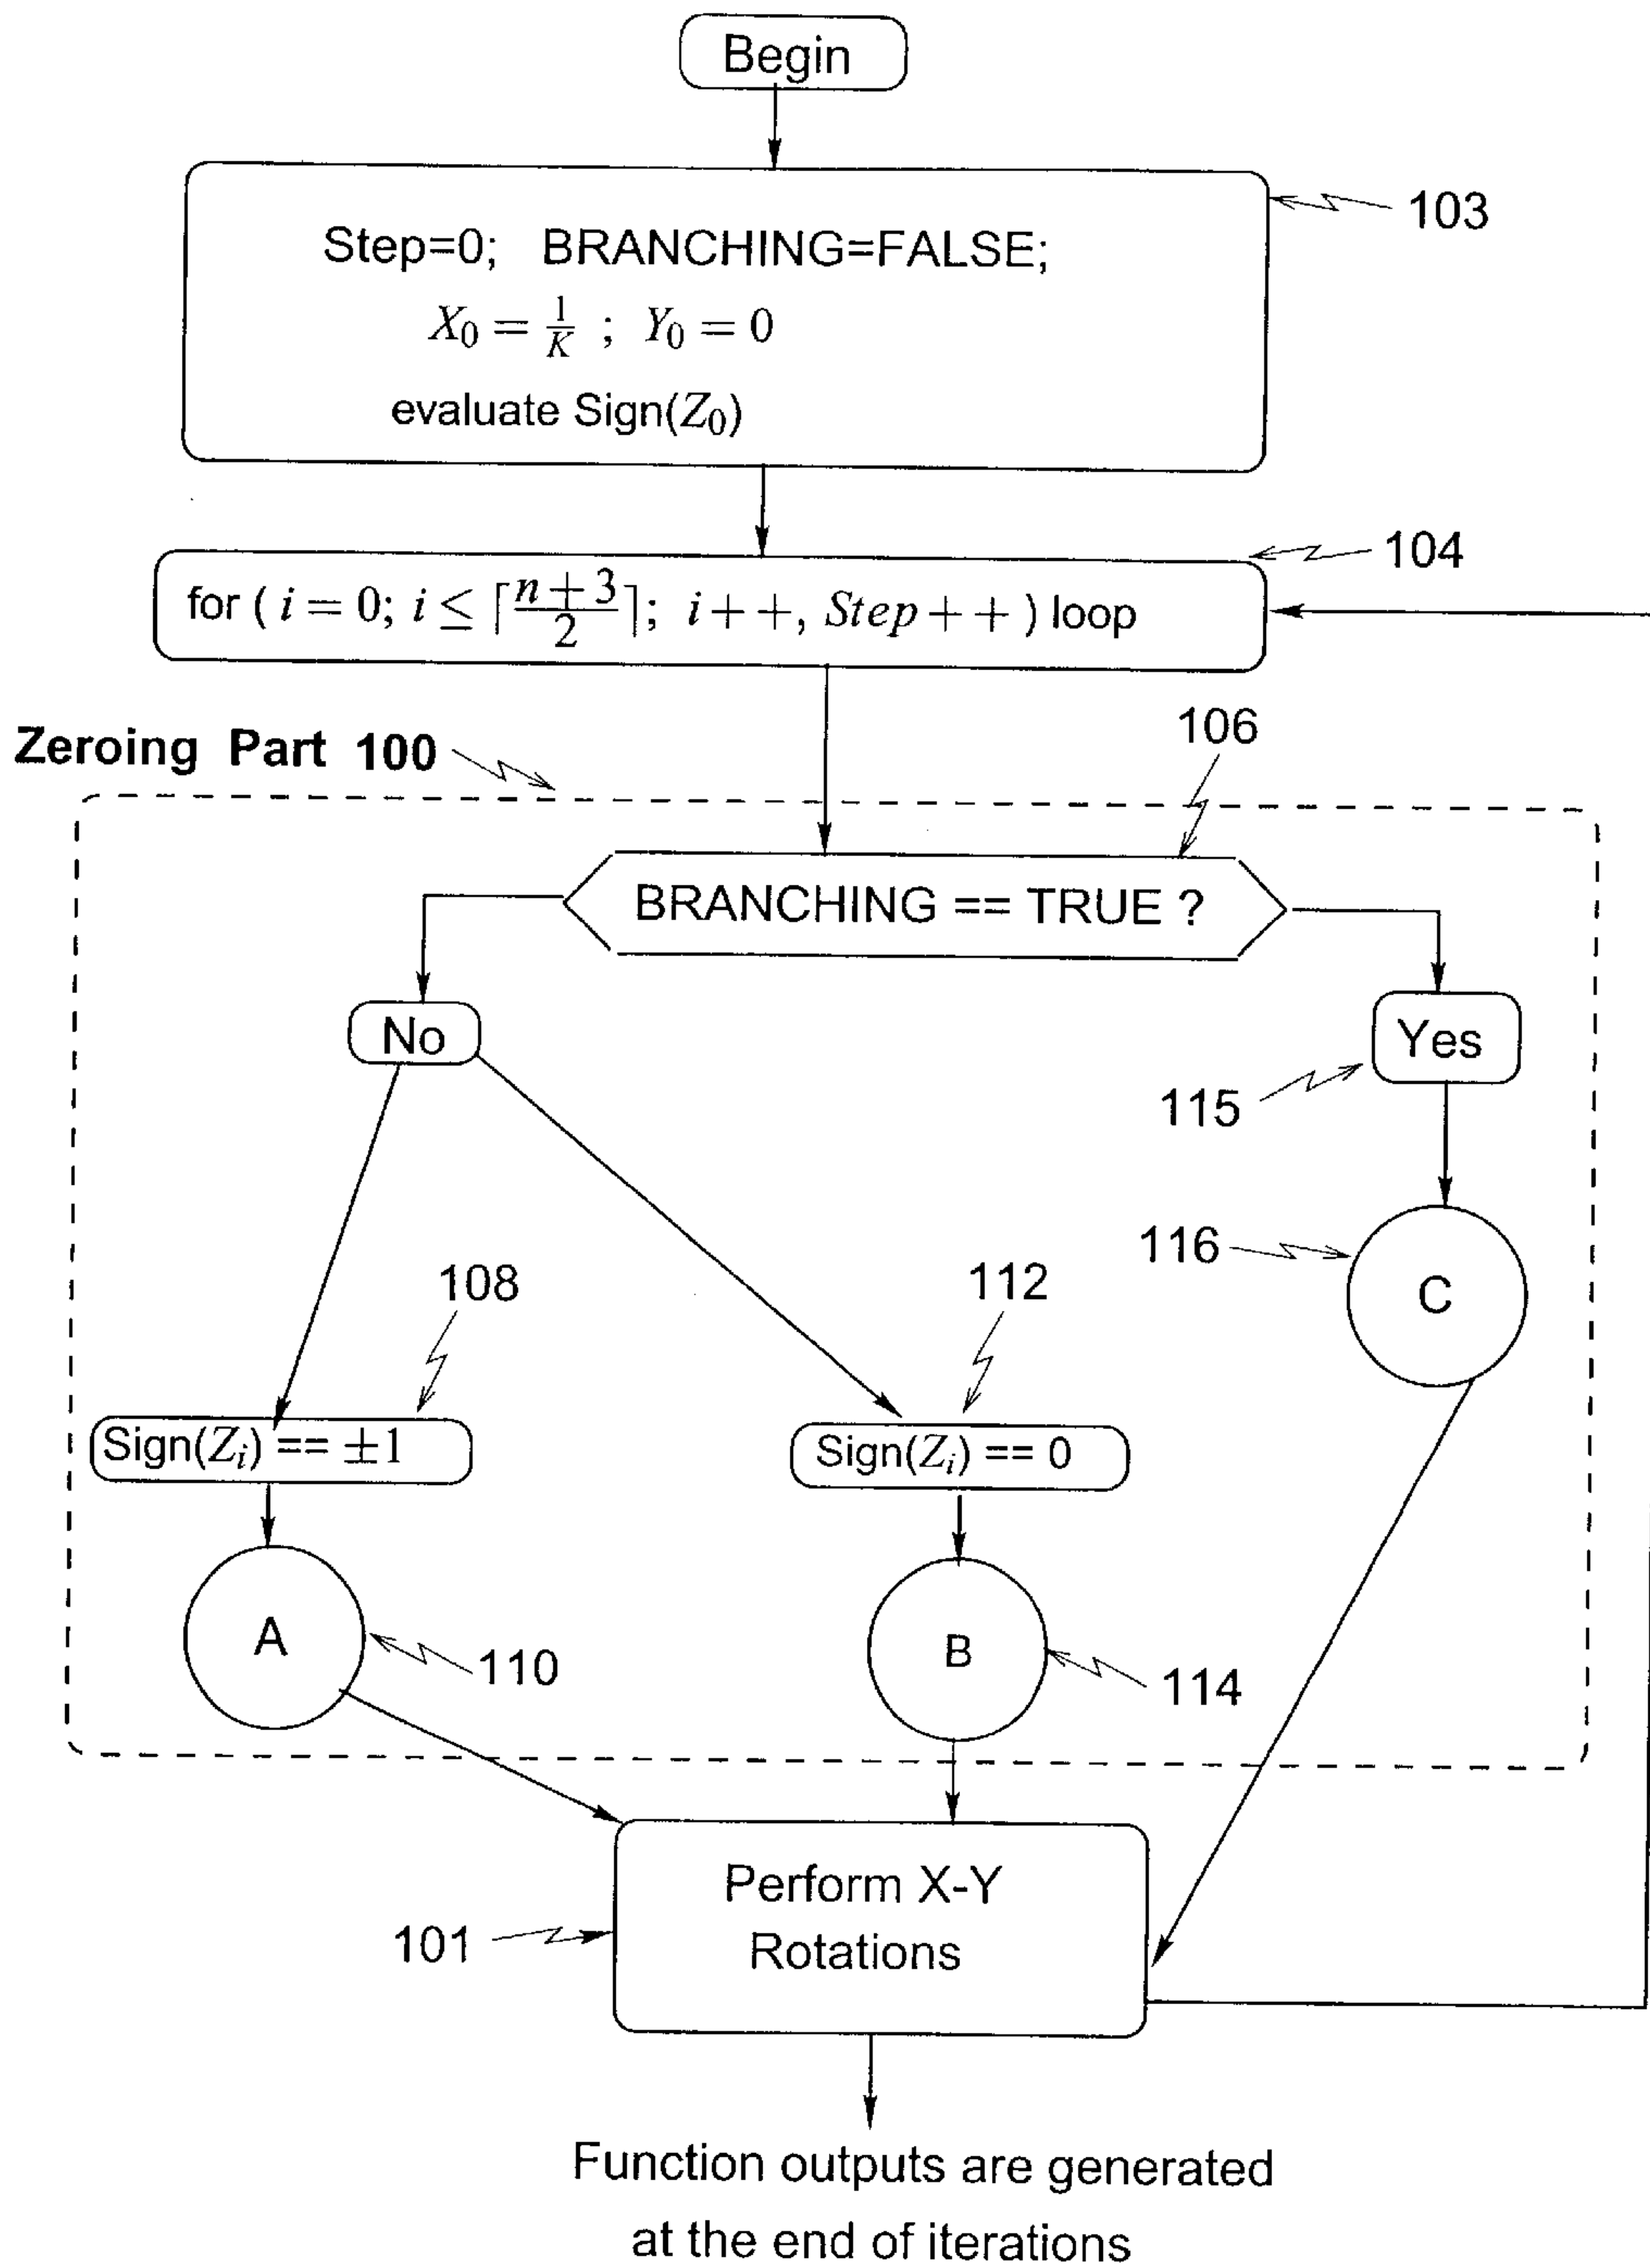 Begin
103
Step=0; BRANCHING=FALSE;
X₀ = 1/K ; Y₀ = 0
evaluate Sign(Z₀)
104
for ( i = 0; i ≤ ⌈(n+3)/2⌉; i++, Step++ ) loop
Zeroing Part 100
106
BRANCHING == TRUE ?
No
Yes
115
116
C
108
112
Sign(Zᵢ) == ±1
Sign(Zᵢ) == 0
A
110
B
114
Perform X-Y
Rotations
101
Function outputs are generated
at the end of iterations